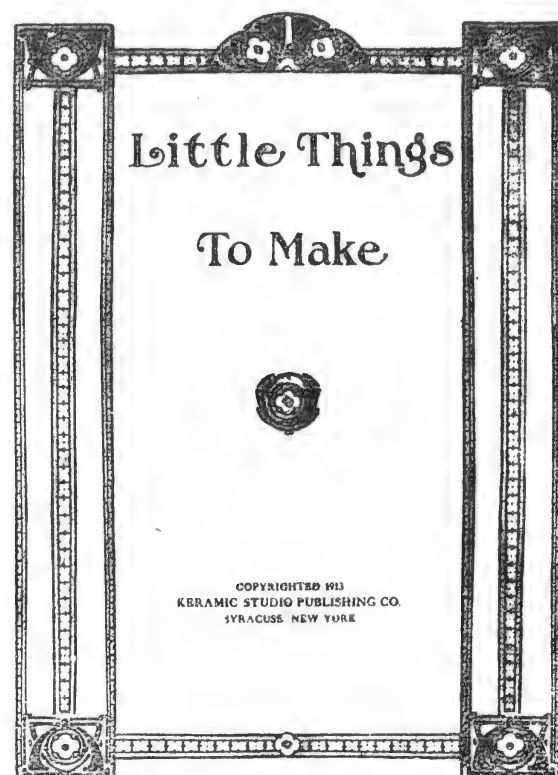 Little Things
To Make
COPYRIGHTED 1913
KERAMIC STUDIO PUBLISHING CO.
SYRACUSE NEW YORK